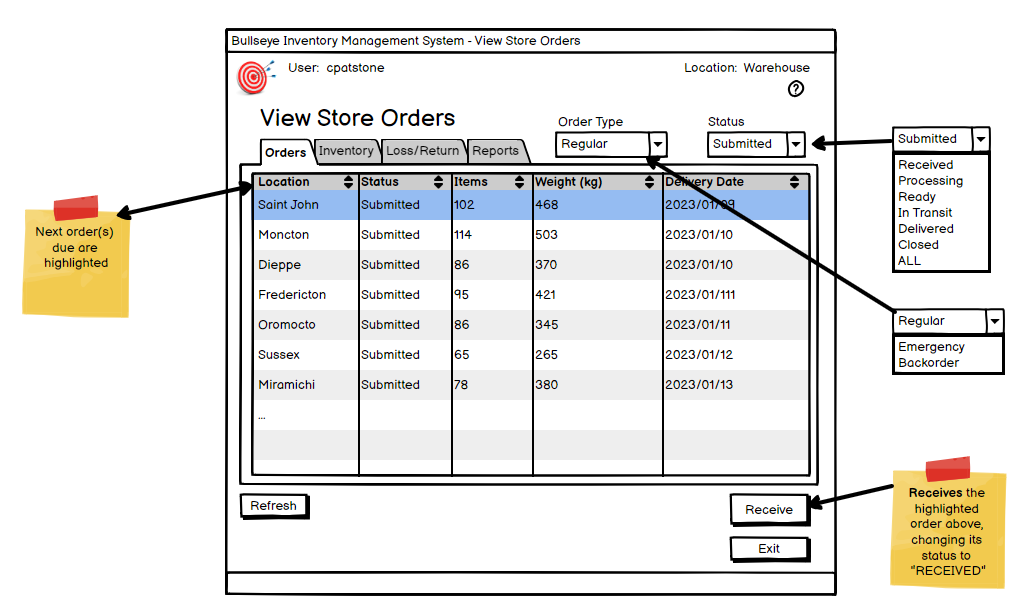 Bullseye Inventory Management System - View Store Orders
User: cpatstone
Location: Warehouse
?
View Store Orders
Order Type
Status
Regular
Submitted
Orders
Inventory
Loss/Return
Reports
Location Status Items Weight (kg) Delivery Date
Saint John Submitted 102 468 2023/01/09
Moncton Submitted 114 503 2023/01/10
Dieppe Submitted 86 370 2023/01/10
Fredericton Submitted 95 421 2023/01/111
Oromocto Submitted 86 345 2023/01/11
Sussex Submitted 65 265 2023/01/12
Miramichi Submitted 78 380 2023/01/13
...
Refresh
Receive
Exit
Next order(s)
due are
highlighted
Submitted
Received
Processing
Ready
In Transit
Delivered
Closed
ALL
Regular
Emergency
Backorder
Receives the
highlighted
order above,
changing its
status to
"RECEIVED"